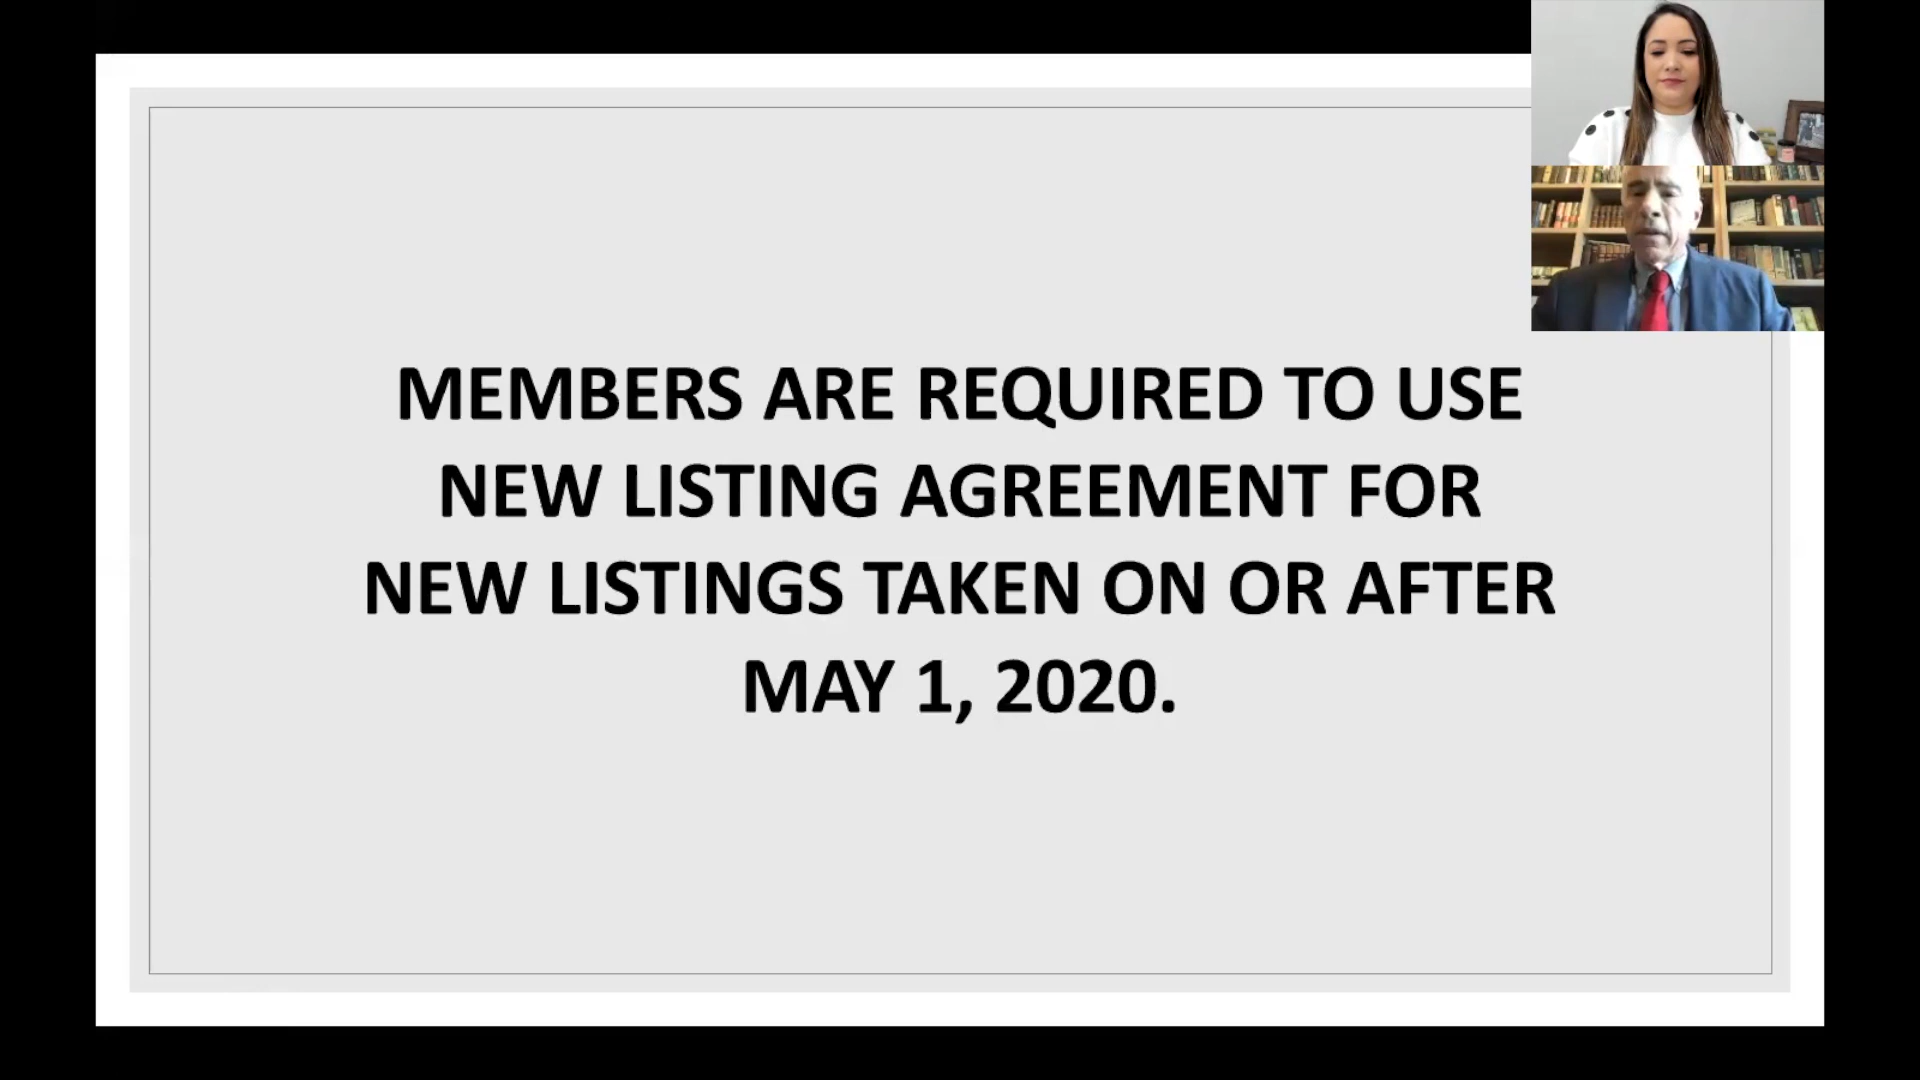 MEMBERS ARE REQUIRED TO USE
NEW LISTING AGREEMENT FOR
NEW LISTINGS TAKEN ON OR AFTER
MAY 1, 2020.